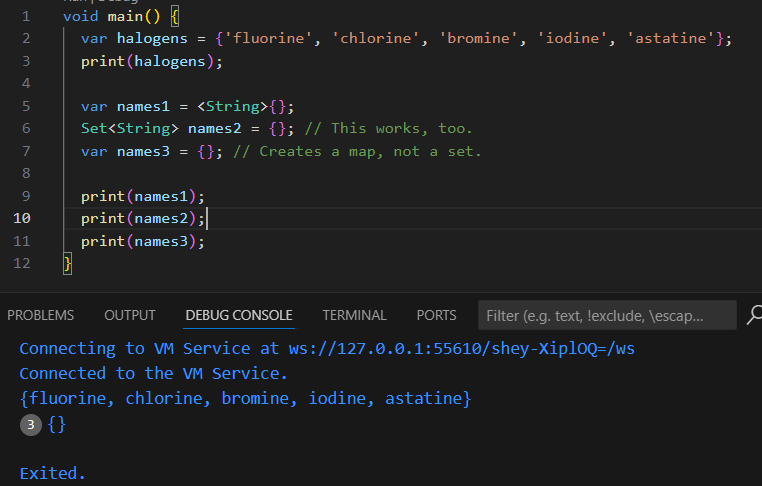 1 void main() {
2 var halogens = {'fluorine', 'chlorine', 'bromine', 'iodine', 'astatine'};
3 print(halogens);
4
5 var names1 = <String>{};
6 Set<String> names2 = {}; // This works, too.
7 var names3 = {}; // Creates a map, not a set.
8
9 print(names1);
10 print(names2);
11 print(names3);
12 }
PROBLEMS OUTPUT DEBUG CONSOLE TERMINAL PORTS Filter (e.g. text, !exclude, \escap...
Connecting to VM Service at ws://127.0.0.1:55610/shey-XiplOQ=/ws
Connected to the VM Service.
{fluorine, chlorine, bromine, iodine, astatine}
3 {}
Exited.